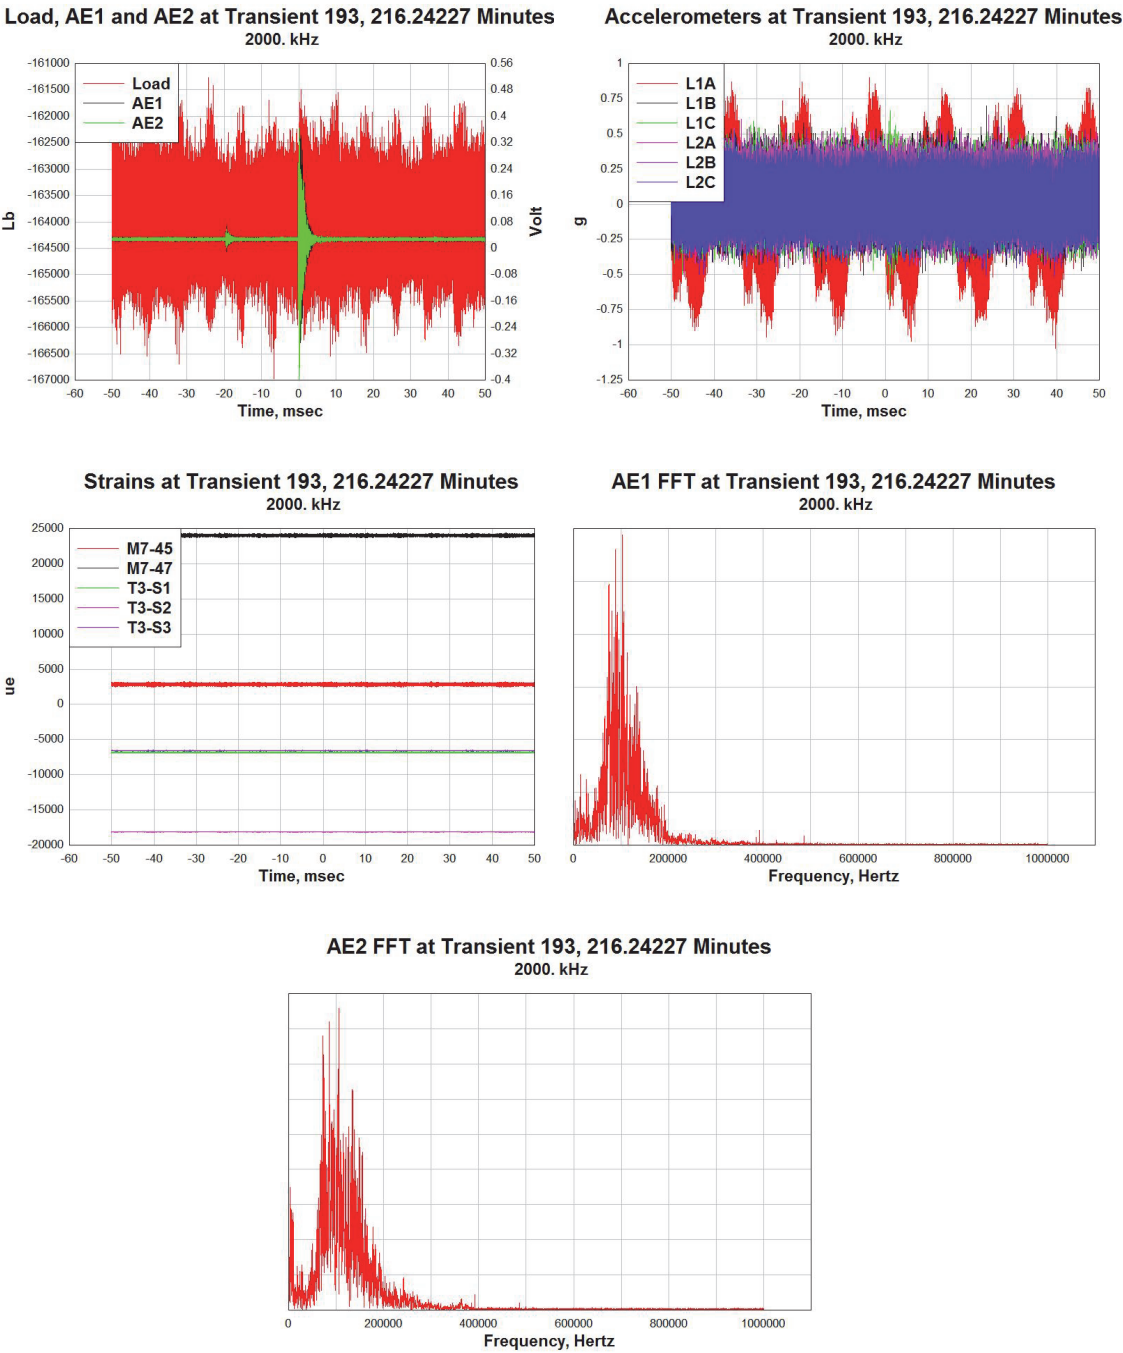 Load, AE1 and AE2 at Transient 193, 216.24227 Minutes
2000. kHz
-161000
-161500
-162000
-162500
-163000
-163500
-164000
-164500
-165000
-165500
-166000
-166500
-167000
Lb
0.56
0.48
0.4
0.32
0.24
0.16
0.08
0
-0.08
-0.16
-0.24
-0.32
-0.4
Volt
Load
AE1
AE2
-60 -50 -40 -30 -20 -10 0 10 20 30 40 50
Time, msec
Accelerometers at Transient 193, 216.24227 Minutes
2000. kHz
1
0.75
0.5
0.25
0
-0.25
-0.5
-0.75
-1
-1.25
g
L1A
L1B
L1C
L2A
L2B
L2C
-60 -50 -40 -30 -20 -10 0 10 20 30 40 50
Time, msec
Strains at Transient 193, 216.24227 Minutes
2000. kHz
25000
20000
15000
10000
5000
0
-5000
-10000
-15000
-20000
ue
M7-45
M7-47
T3-S1
T3-S2
T3-S3
-60 -50 -40 -30 -20 -10 0 10 20 30 40 50
Time, msec
AE1 FFT at Transient 193, 216.24227 Minutes
2000. kHz
0 200000 400000 600000 800000 1000000
Frequency, Hertz
AE2 FFT at Transient 193, 216.24227 Minutes
2000. kHz
0 200000 400000 600000 800000 1000000
Frequency, Hertz